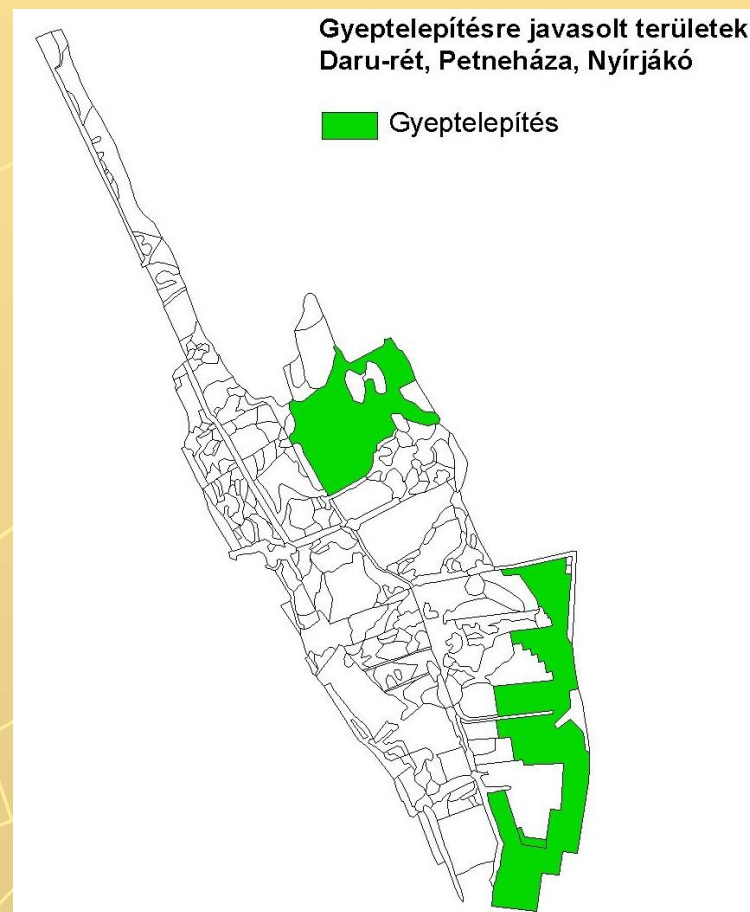 Gyeptelepítésre javasolt területek
Daru-rét, Petneháza, Nyírjákó
Gyeptelepítés